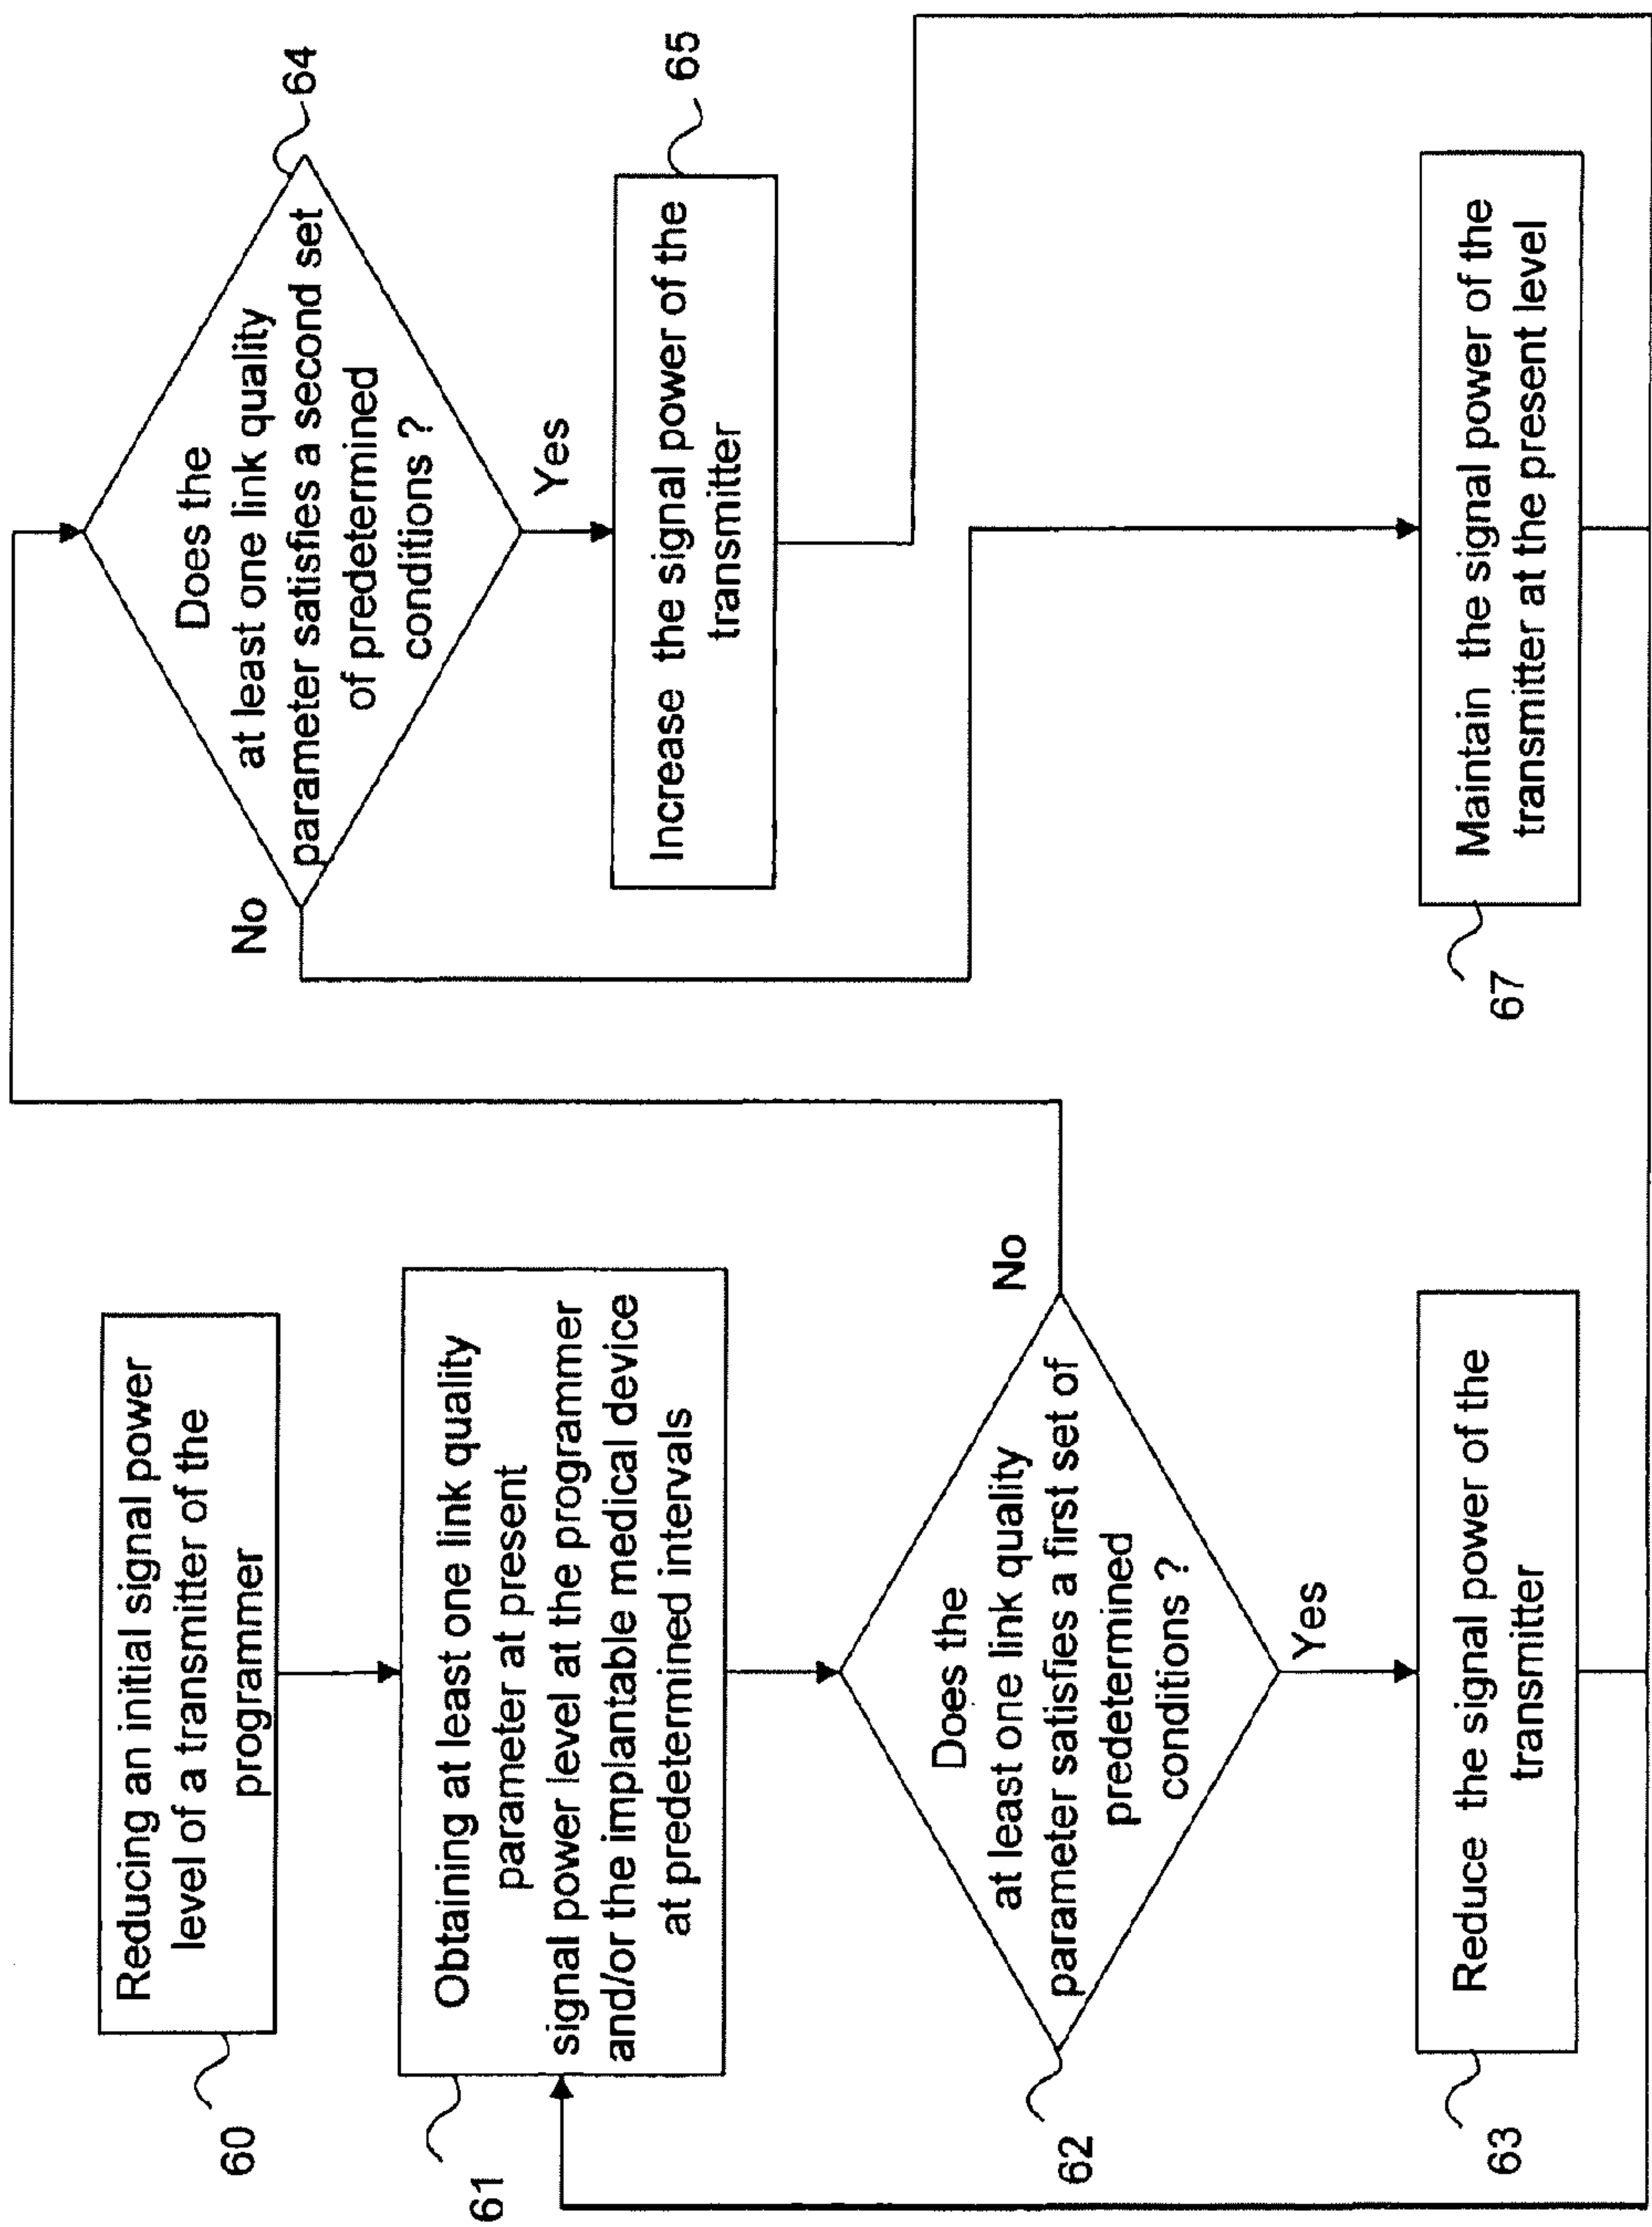 Reducing an initial signal power
level of a transmitter of the
programmer
60
Obtaining at least one link quality
parameter at present
signal power level at the programmer
and/or the implantable medical device
at predetermined intervals
61
Does the
at least one link quality
parameter satisfies a first set of
predetermined
conditions ?
62
No
Yes
Reduce the signal power of the
transmitter
63
Does the
at least one link quality
parameter satisfies a second set
of predetermined
conditions ?
64
No
Yes
Increase the signal power of the
transmitter
65
Maintain the signal power of the
transmitter at the present level
67